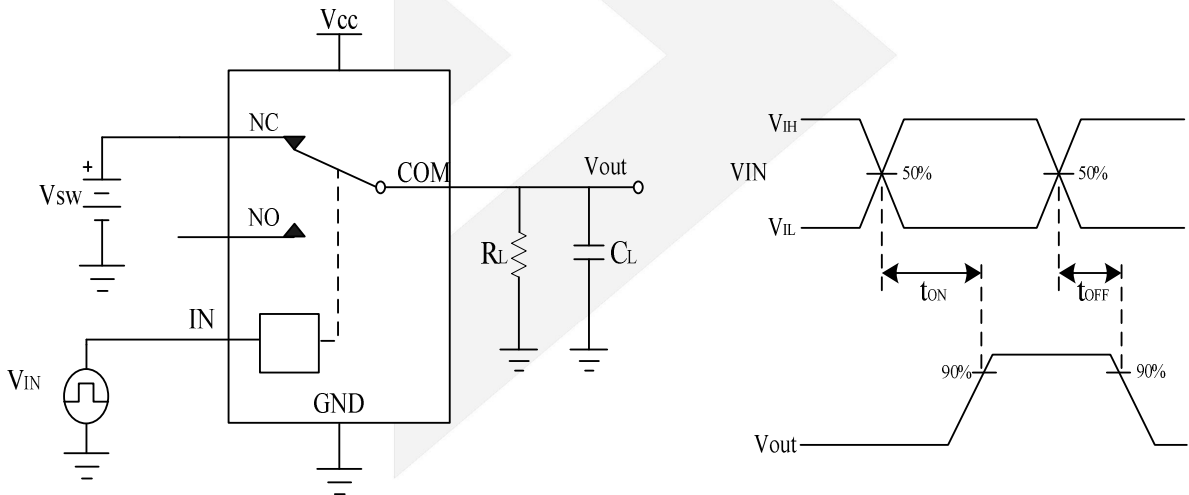 Vcc
NC
COM
Vout
+
Vsw
NO
RL
CL
IN
VIN
GND
VIH
VIN
50%
50%
VIL
tON
tOFF
90%
90%
Vout